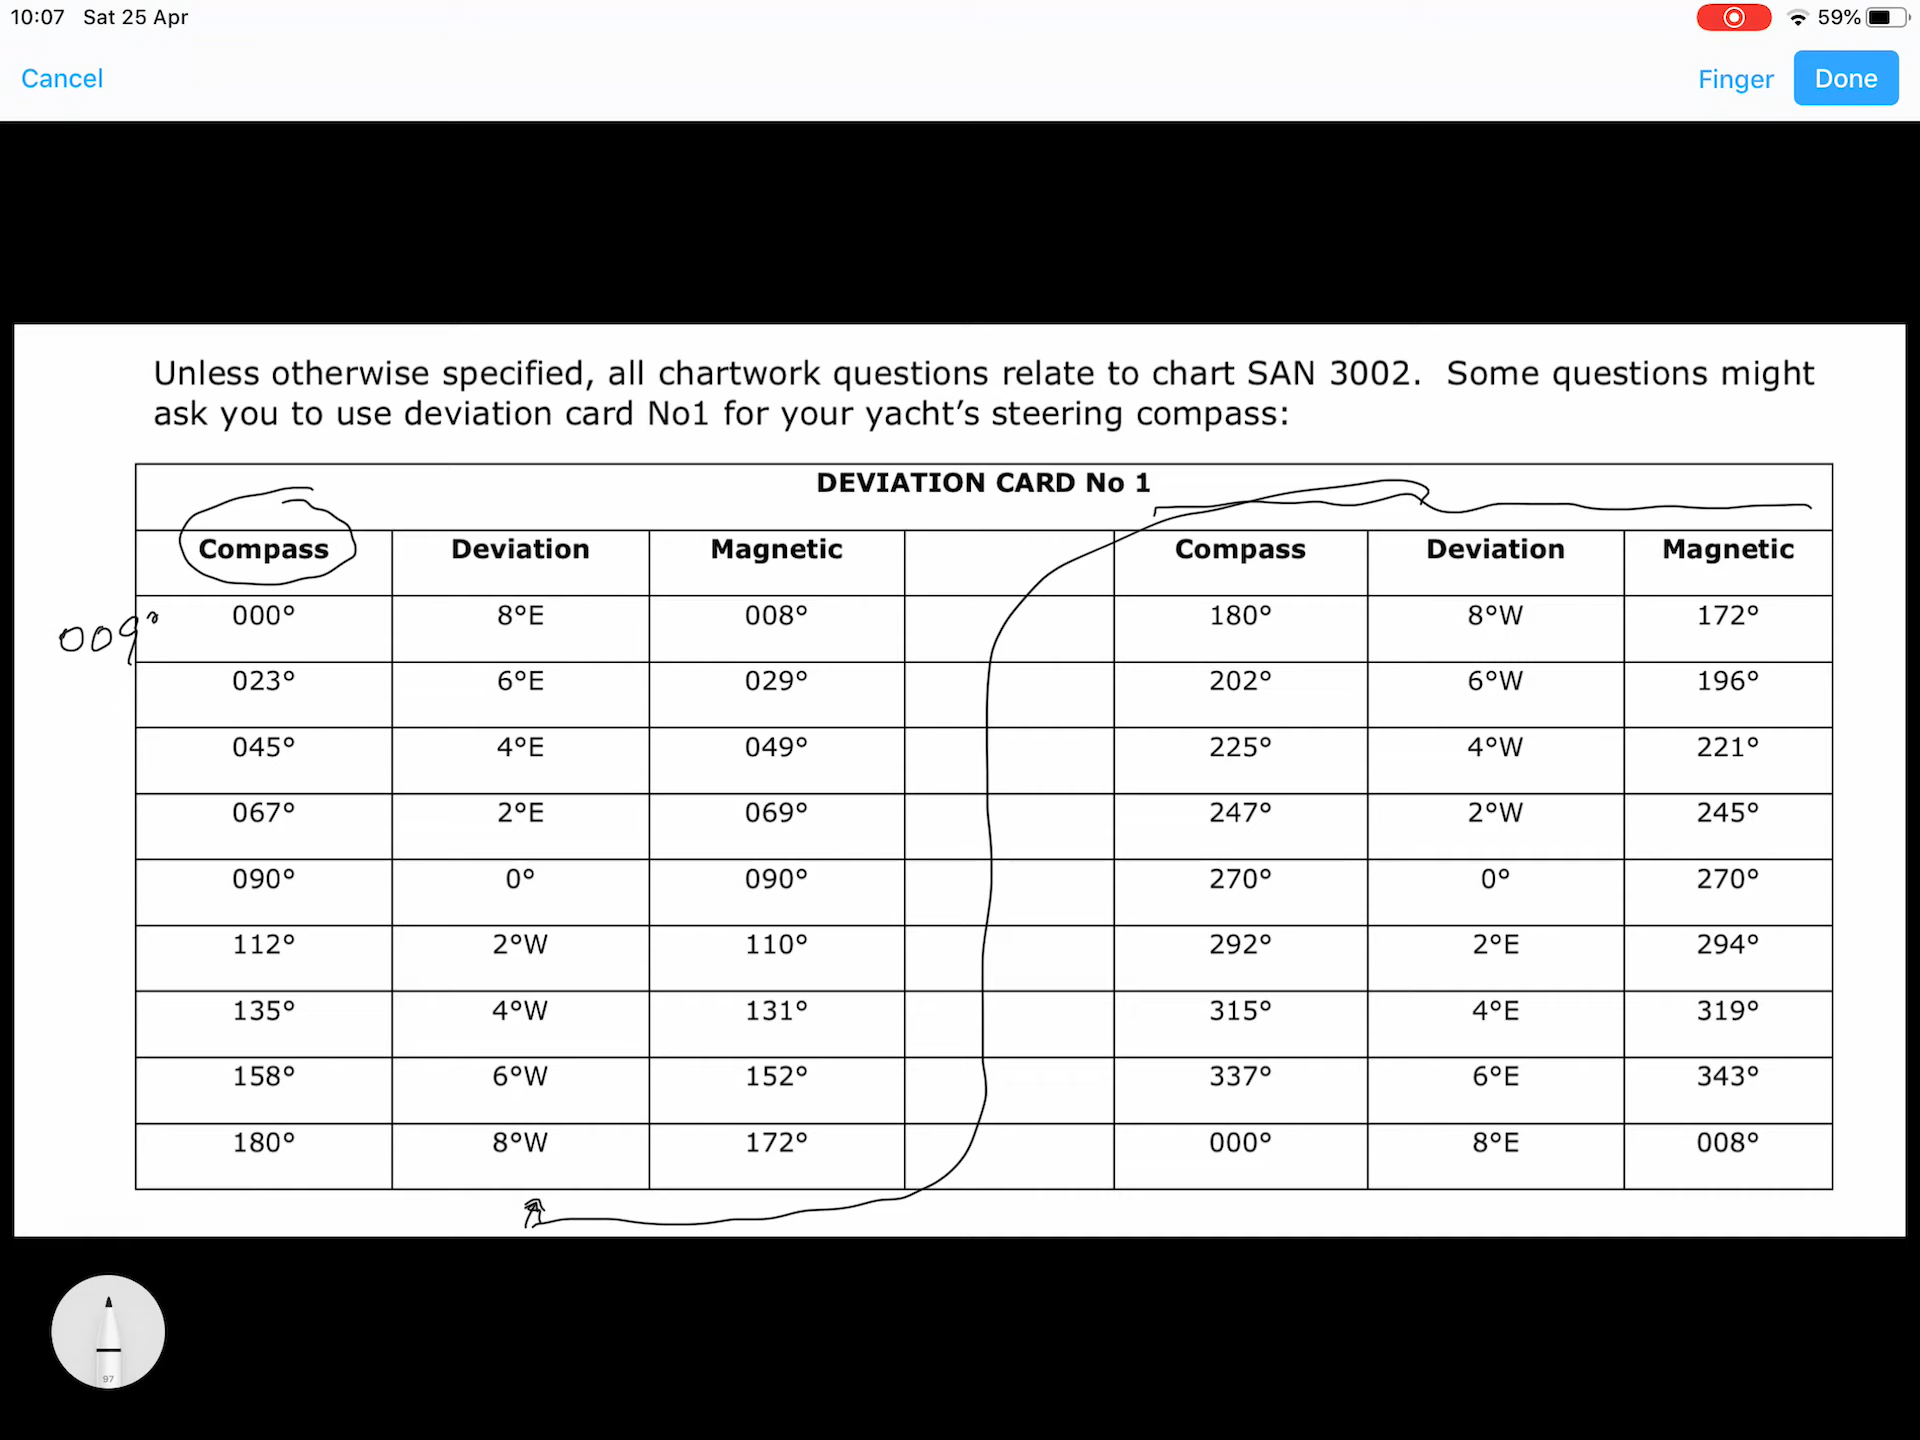 10:07 Sat 25 Apr 59%
Cancel Finger Done
Unless otherwise specified, all chartwork questions relate to chart SAN 3002. Some questions might
ask you to use deviation card No1 for your yacht’s steering compass:
DEVIATION CARD No 1
Compass Deviation Magnetic Compass Deviation Magnetic
009°
000° 8°E 008° 180° 8°W 172°
023° 6°E 029° 202° 6°W 196°
045° 4°E 049° 225° 4°W 221°
067° 2°E 069° 247° 2°W 245°
090° 0° 090° 270° 0° 270°
112° 2°W 110° 292° 2°E 294°
135° 4°W 131° 315° 4°E 319°
158° 6°W 152° 337° 6°E 343°
180° 8°W 172° 000° 8°E 008°
97